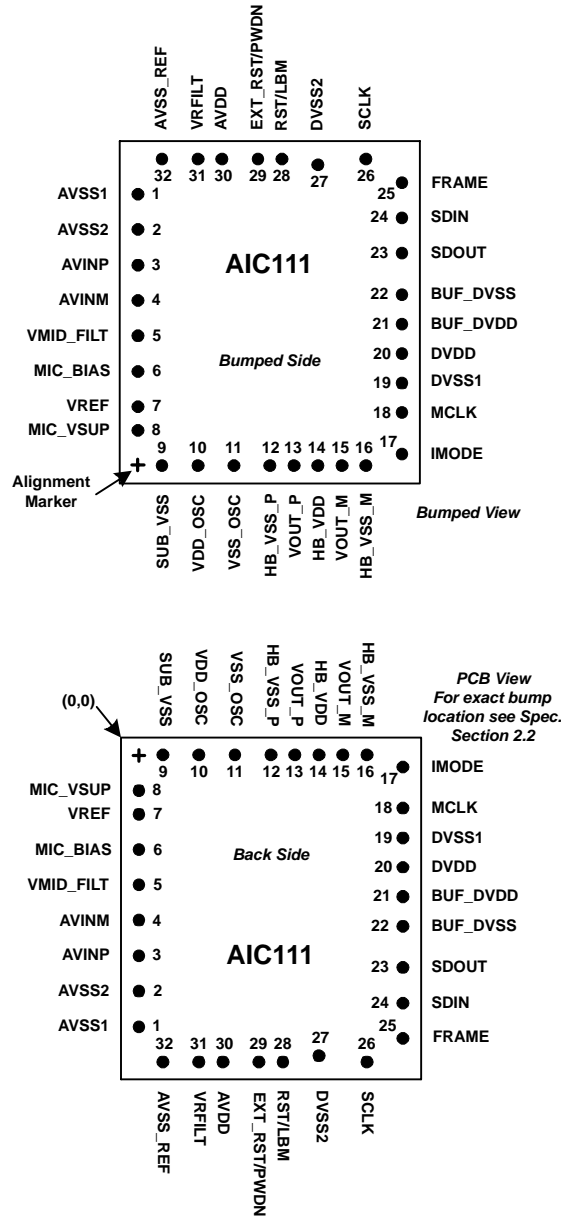 AVSS_REF
VRFILT
AVDD
EXT_RST/PWDN
RST/LBM
DVSS2
SCLK
32 31 30 29 28 27 26
AVSS1 1
AVSS2 2
AVINP 3
AVINM 4
VMID_FILT 5
MIC_BIAS 6
VREF 7
MIC_VSUP 8
25 FRAME
24 SDIN
23 SDOUT
22 BUF_DVSS
21 BUF_DVDD
20 DVDD
19 DVSS1
18 MCLK
17 IMODE
AIC111
Bumped Side
9 10 11 12 13 14 15 16
Alignment
Marker
SUB_VSS
VDD_OSC
VSS_OSC
HB_VSS_P
VOUT_P
HB_VDD
VOUT_M
HB_VSS_M
Bumped View
SUB_VSS
VDD_OSC
VSS_OSC
HB_VSS_P
VOUT_P
HB_VDD
VOUT_M
HB_VSS_M
PCB View
For exact bump
location see Spec.
Section 2.2
(0,0)
9 10 11 12 13 14 15 16
MIC_VSUP 8
VREF 7
MIC_BIAS 6
VMID_FILT 5
AVINM 4
AVINP 3
AVSS2 2
AVSS1 1
17 IMODE
18 MCLK
19 DVSS1
20 DVDD
21 BUF_DVDD
22 BUF_DVSS
23 SDOUT
24 SDIN
25 FRAME
Back Side
AIC111
32 31 30 29 28 27 26
AVSS_REF
VRFILT
AVDD
EXT_RST/PWDN
RST/LBM
DVSS2
SCLK